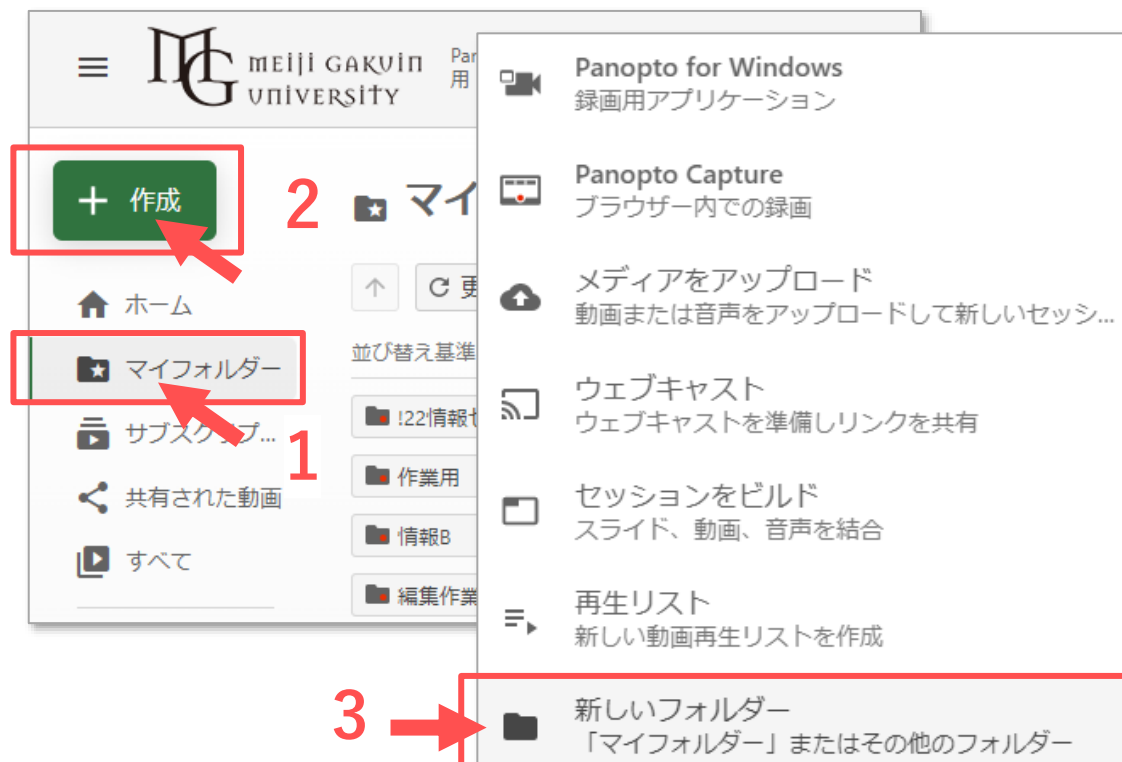 MEIJI GAKUIN
UNIVERSITY
Par
用
+ 作成
2
マイ
更
ホーム
並び替え基準
マイフォルダー
1
サブスクリプ...
共有された動画
すべて
!22情報
作業用
情報B
編集作業
Panopto for Windows
録画用アプリケーション
Panopto Capture
ブラウザー内での録画
メディアをアップロード
動画または音声をアップロードして新しいセッシ...
ウェブキャスト
ウェブキャストを準備しリンクを共有
セッションをビルド
スライド、動画、音声を結合
再生リスト
新しい動画再生リストを作成
3
新しいフォルダー
「マイフォルダー」またはその他のフォルダー